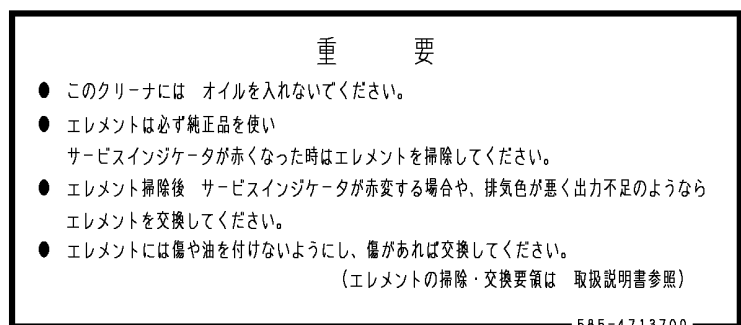 重 要
● このクリーナには オイルを入れないでください。
● エレメントは必ず純正品を使い
サービスインジケータが赤くなった時はエレメントを掃除してください。
● エレメント掃除後 サービスインジケータが赤変する場合や、排気色が悪く出力不足のようなら
エレメントを交換してください。
● エレメントには傷や油を付けないようにし、傷があれば交換してください。
(エレメントの掃除・交換要領は 取扱説明書参照)
585-4713700